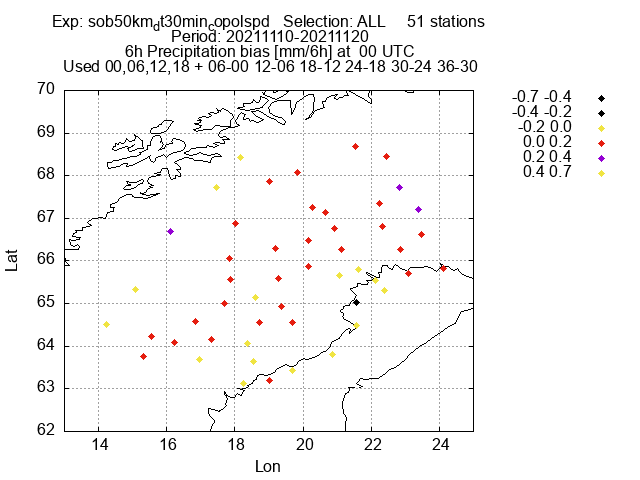 Exp: sob50km_dt30min_copolspd   Selection: ALL     51 stations
Period: 20211110-20211120
6h Precipitation bias [mm/6h] at  00 UTC
Used 00,06,12,18 + 06-00 12-06 18-12 24-18 30-24 36-30
-0.7 -0.4
-0.4 -0.2
-0.2 0.0
0.0 0.2
0.2 0.4
0.4 0.7
70
69
68
67
66
65
64
63
62
Lat
14 16 18 20 22 24
Lon